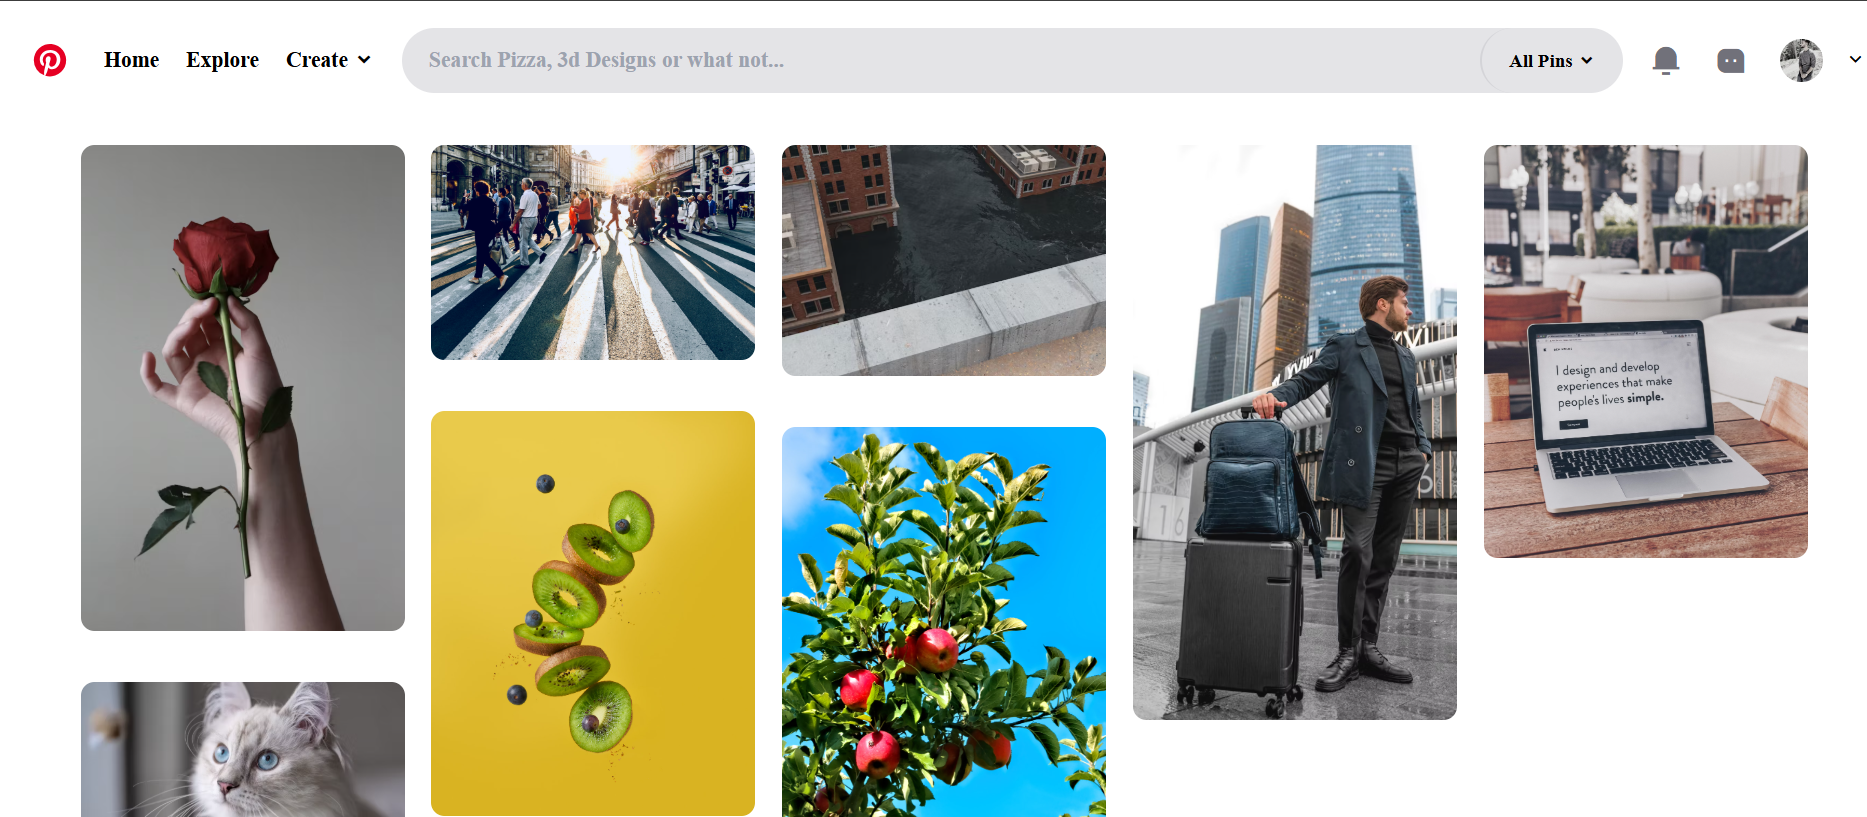 Home
Explore
Create
Search Pizza, 3d Designs or what not...
All Pins
I design and develop
experiences that make
people's lives simple.
16